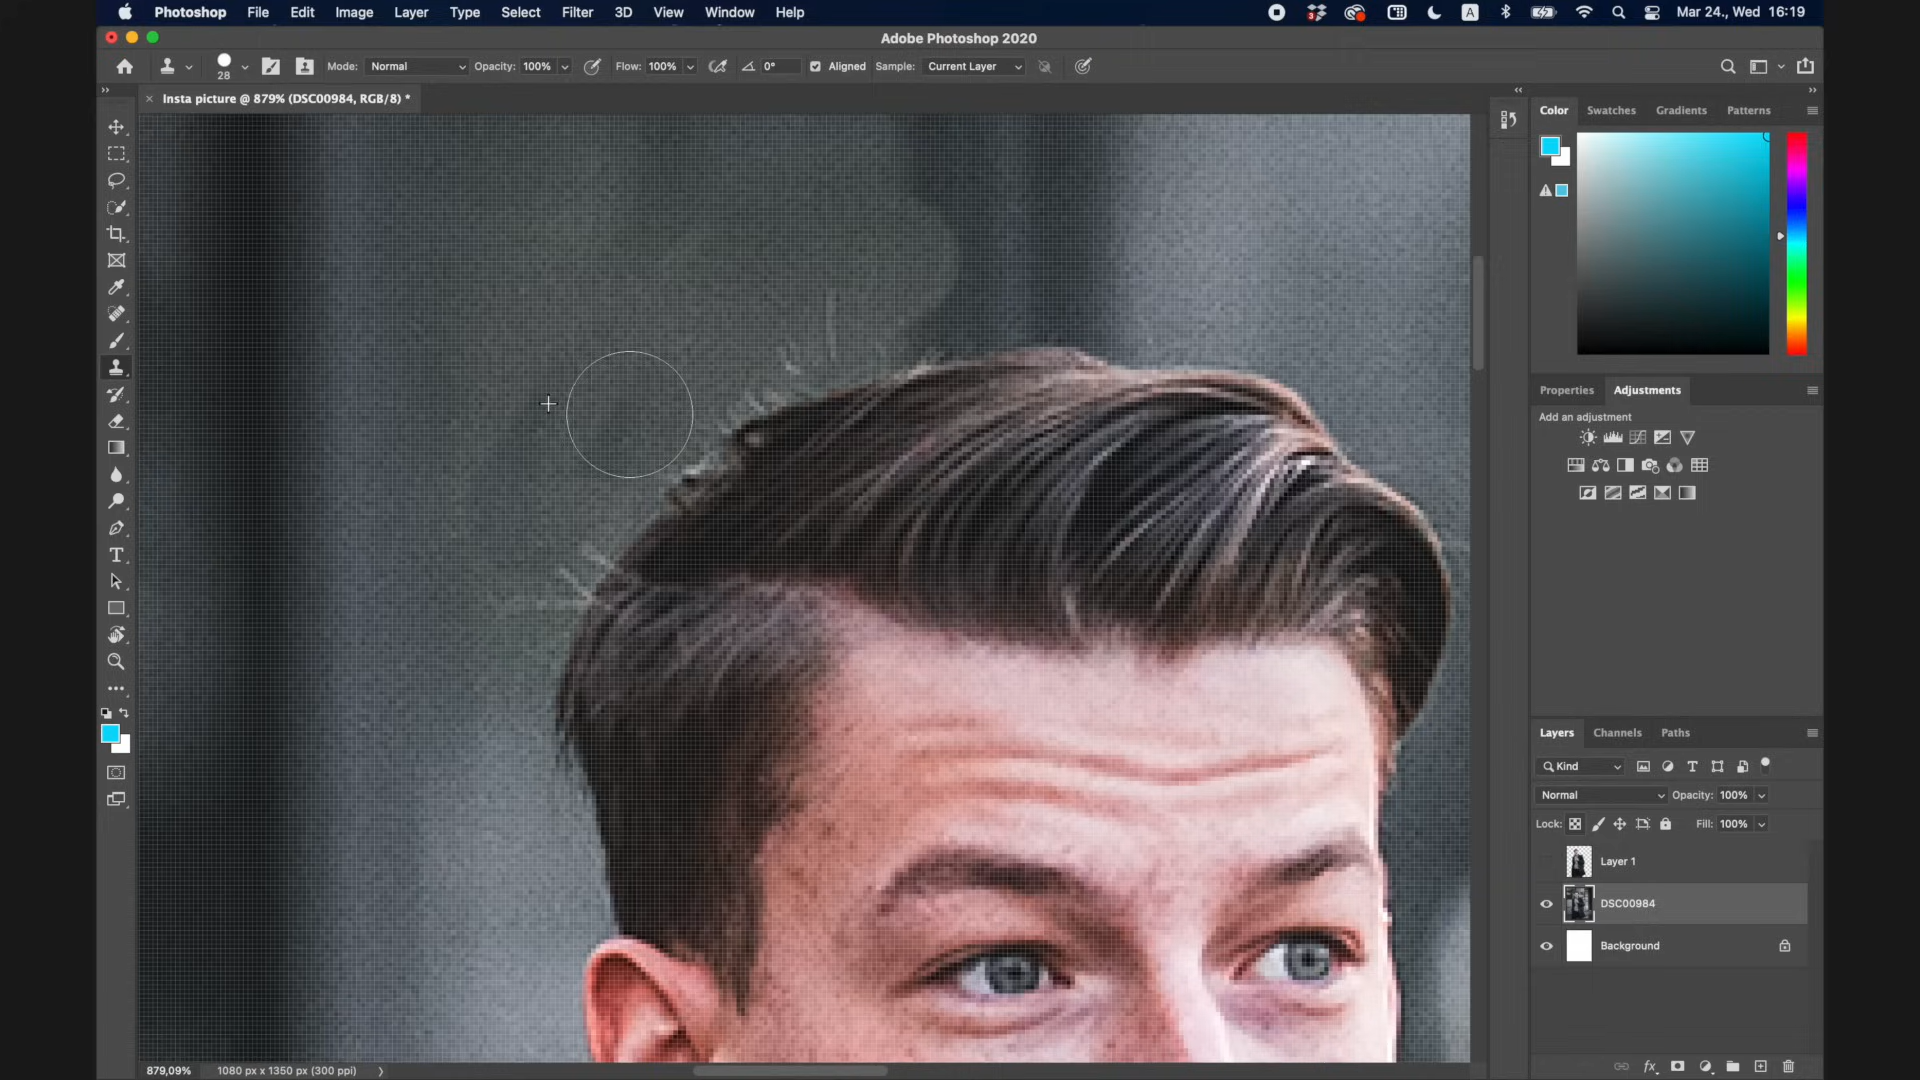 Photoshop File Edit Image Layer Type Select Filter 3D View Window Help
3 A Mar 24., Wed 16:19
Adobe Photoshop 2020
28 Mode: Normal Opacity: 100% Flow: 100% 0° Aligned Sample: Current Layer
Insta picture @ 879% (DSC00984, RGB/8) *
Color Swatches Gradients Patterns
Properties Adjustments
Add an adjustment
Layers Channels Paths
Kind
Normal Opacity: 100%
Lock: Fill: 100%
Layer 1
DSC00984
Background
fx
879,09% 1080 px x 1350 px (300 ppi)